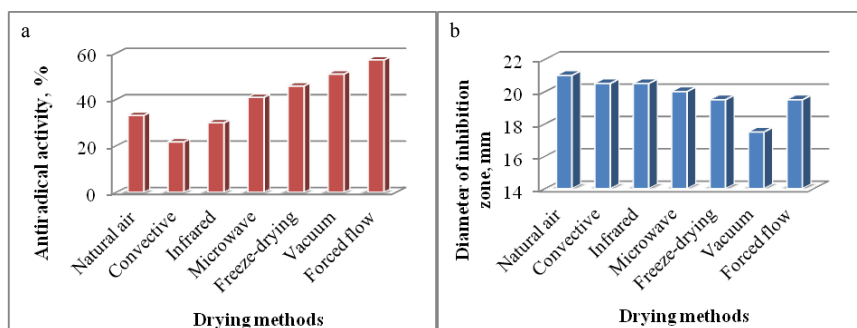 a
Antiradical activity, %
60
40
20
0
Natural air
Convective
Infrared
Microwave
Freeze-drying
Vacuum
Forced flow
Drying methods
b
Diameter of inhibition
zone, mm
22
20
18
16
14
Natural air
Convective
Infrared
Microwave
Freeze-drying
Vacuum
Forced flow
Drying methods